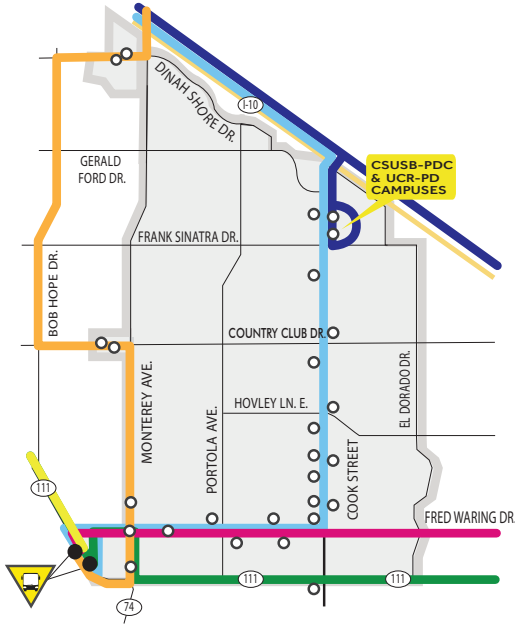 DINAH SHORE DR.
I-10
GERALD
FORD DR.
CSUSB-PDC
& UCR-PD
CAMPUSES
FRANK SINATRA DR.
BOB HOPE DR.
COUNTRY CLUB DR.
MONTEREY AVE.
PORTOLA AVE.
HOVLEY LN. E.
EL DORADO DR.
COOK STREET
111
FRED WARING DR.
111
111
74